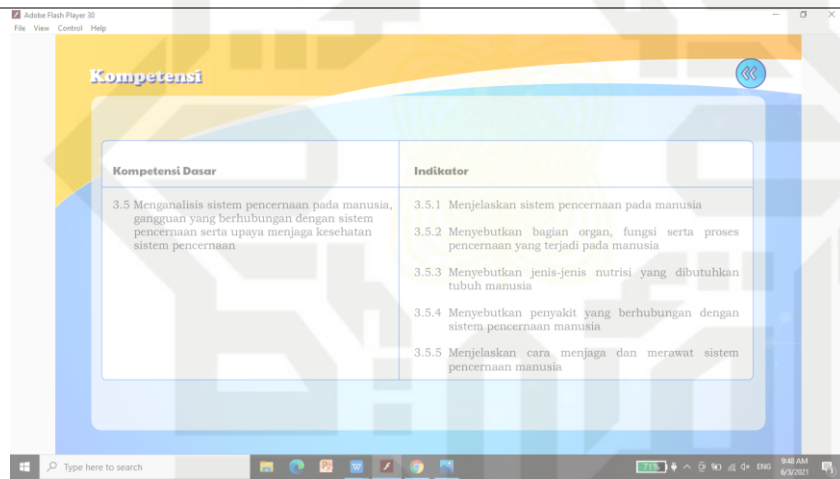 Adobe Flash Player 30
File View Control Help
Kompetensi
Kompetensi Dasar
3.5 Menganalisis sistem pencernaan pada manusia,
gangguan yang berhubungan dengan sistem
pencernaan serta upaya menjaga kesehatan
sistem pencernaan
Indikator
3.5.1 Menjelaskan sistem pencernaan pada manusia
3.5.2 Menyebutkan bagian organ, fungsi serta proses
pencernaan yang terjadi pada manusia
3.5.3 Menyebutkan jenis-jenis nutrisi yang dibutuhkan
tubuh manusia
3.5.4 Menyebutkan penyakit yang berhubungan dengan
sistem pencernaan manusia
3.5.5 Menjelaskan cara menjaga dan merawat sistem
pencernaan manusia
Type here to search
71%
ENG
9:48 AM
6/3/2021